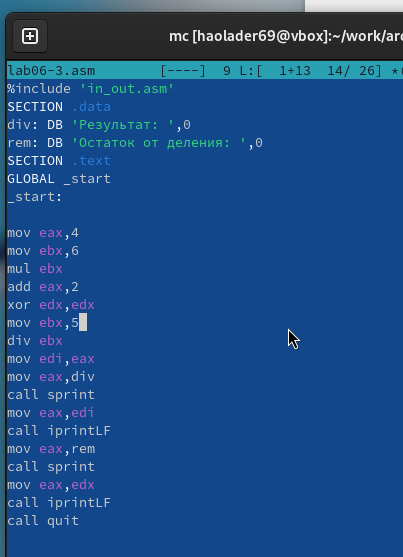 mc [haolader69@vbox]:~/work/arc
lab06-3.asm [----] 9 L:[ 1+13 14/ 26] *(
%include 'in_out.asm'
SECTION .data
div: DB 'Результат: ',0
rem: DB 'Остаток от деления: ',0
SECTION .text
GLOBAL _start
_start:
mov eax,4
mov ebx,6
mul ebx
add eax,2
xor edx,edx
mov ebx,5
div ebx
mov edi,eax
mov eax,div
call sprint
mov eax,edi
call iprintLF
mov eax,rem
call sprint
mov eax,edx
call iprintLF
call quit